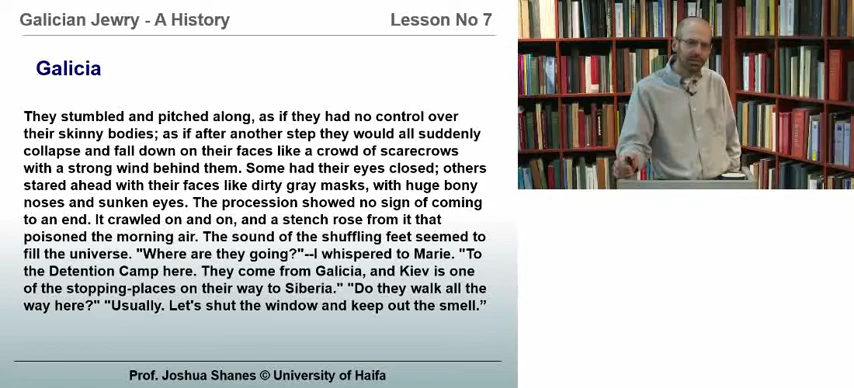 Galician Jewry - A History Lesson No 7
Galicia
They stumbled and pitched along, as if they had no control over
their skinny bodies; as if after another step they would all suddenly
collapse and fall down on their faces like a crowd of scarecrows
with a strong wind behind them. Some had their eyes closed; others
stared ahead with their faces like dirty gray masks, with huge bony
noses and sunken eyes. The procession showed no sign of coming
to an end. It crawled on and on, and a stench rose from it that
poisoned the morning air. The sound of the shuffling feet seemed to
fill the universe. "Where are they going?"--I whispered to Marie. "To
the Detention Camp here. They come from Galicia, and Kiev is one
of the stopping-places on their way to Siberia." "Do they walk all the
way here?" "Usually. Let's shut the window and keep out the smell.”
Prof. Joshua Shanes © University of Haifa